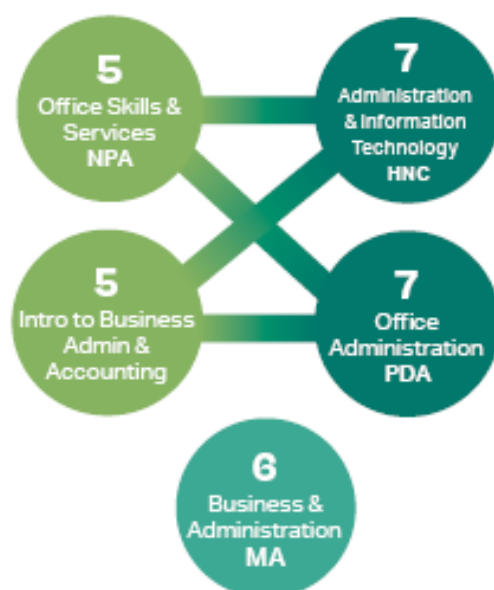 5
Office Skills &
Services
NPA
7
Administration
& Information
Technology
HNC
5
Intro to Business
Admin &
Accounting
7
Office
Administration
PDA
6
Business &
Administration
MA